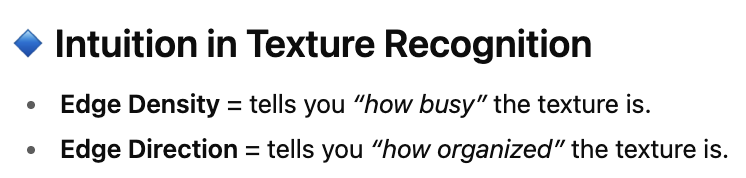 Intuition in Texture Recognition
Edge Density = tells you “how busy” the texture is.
Edge Direction = tells you “how organized” the texture is.